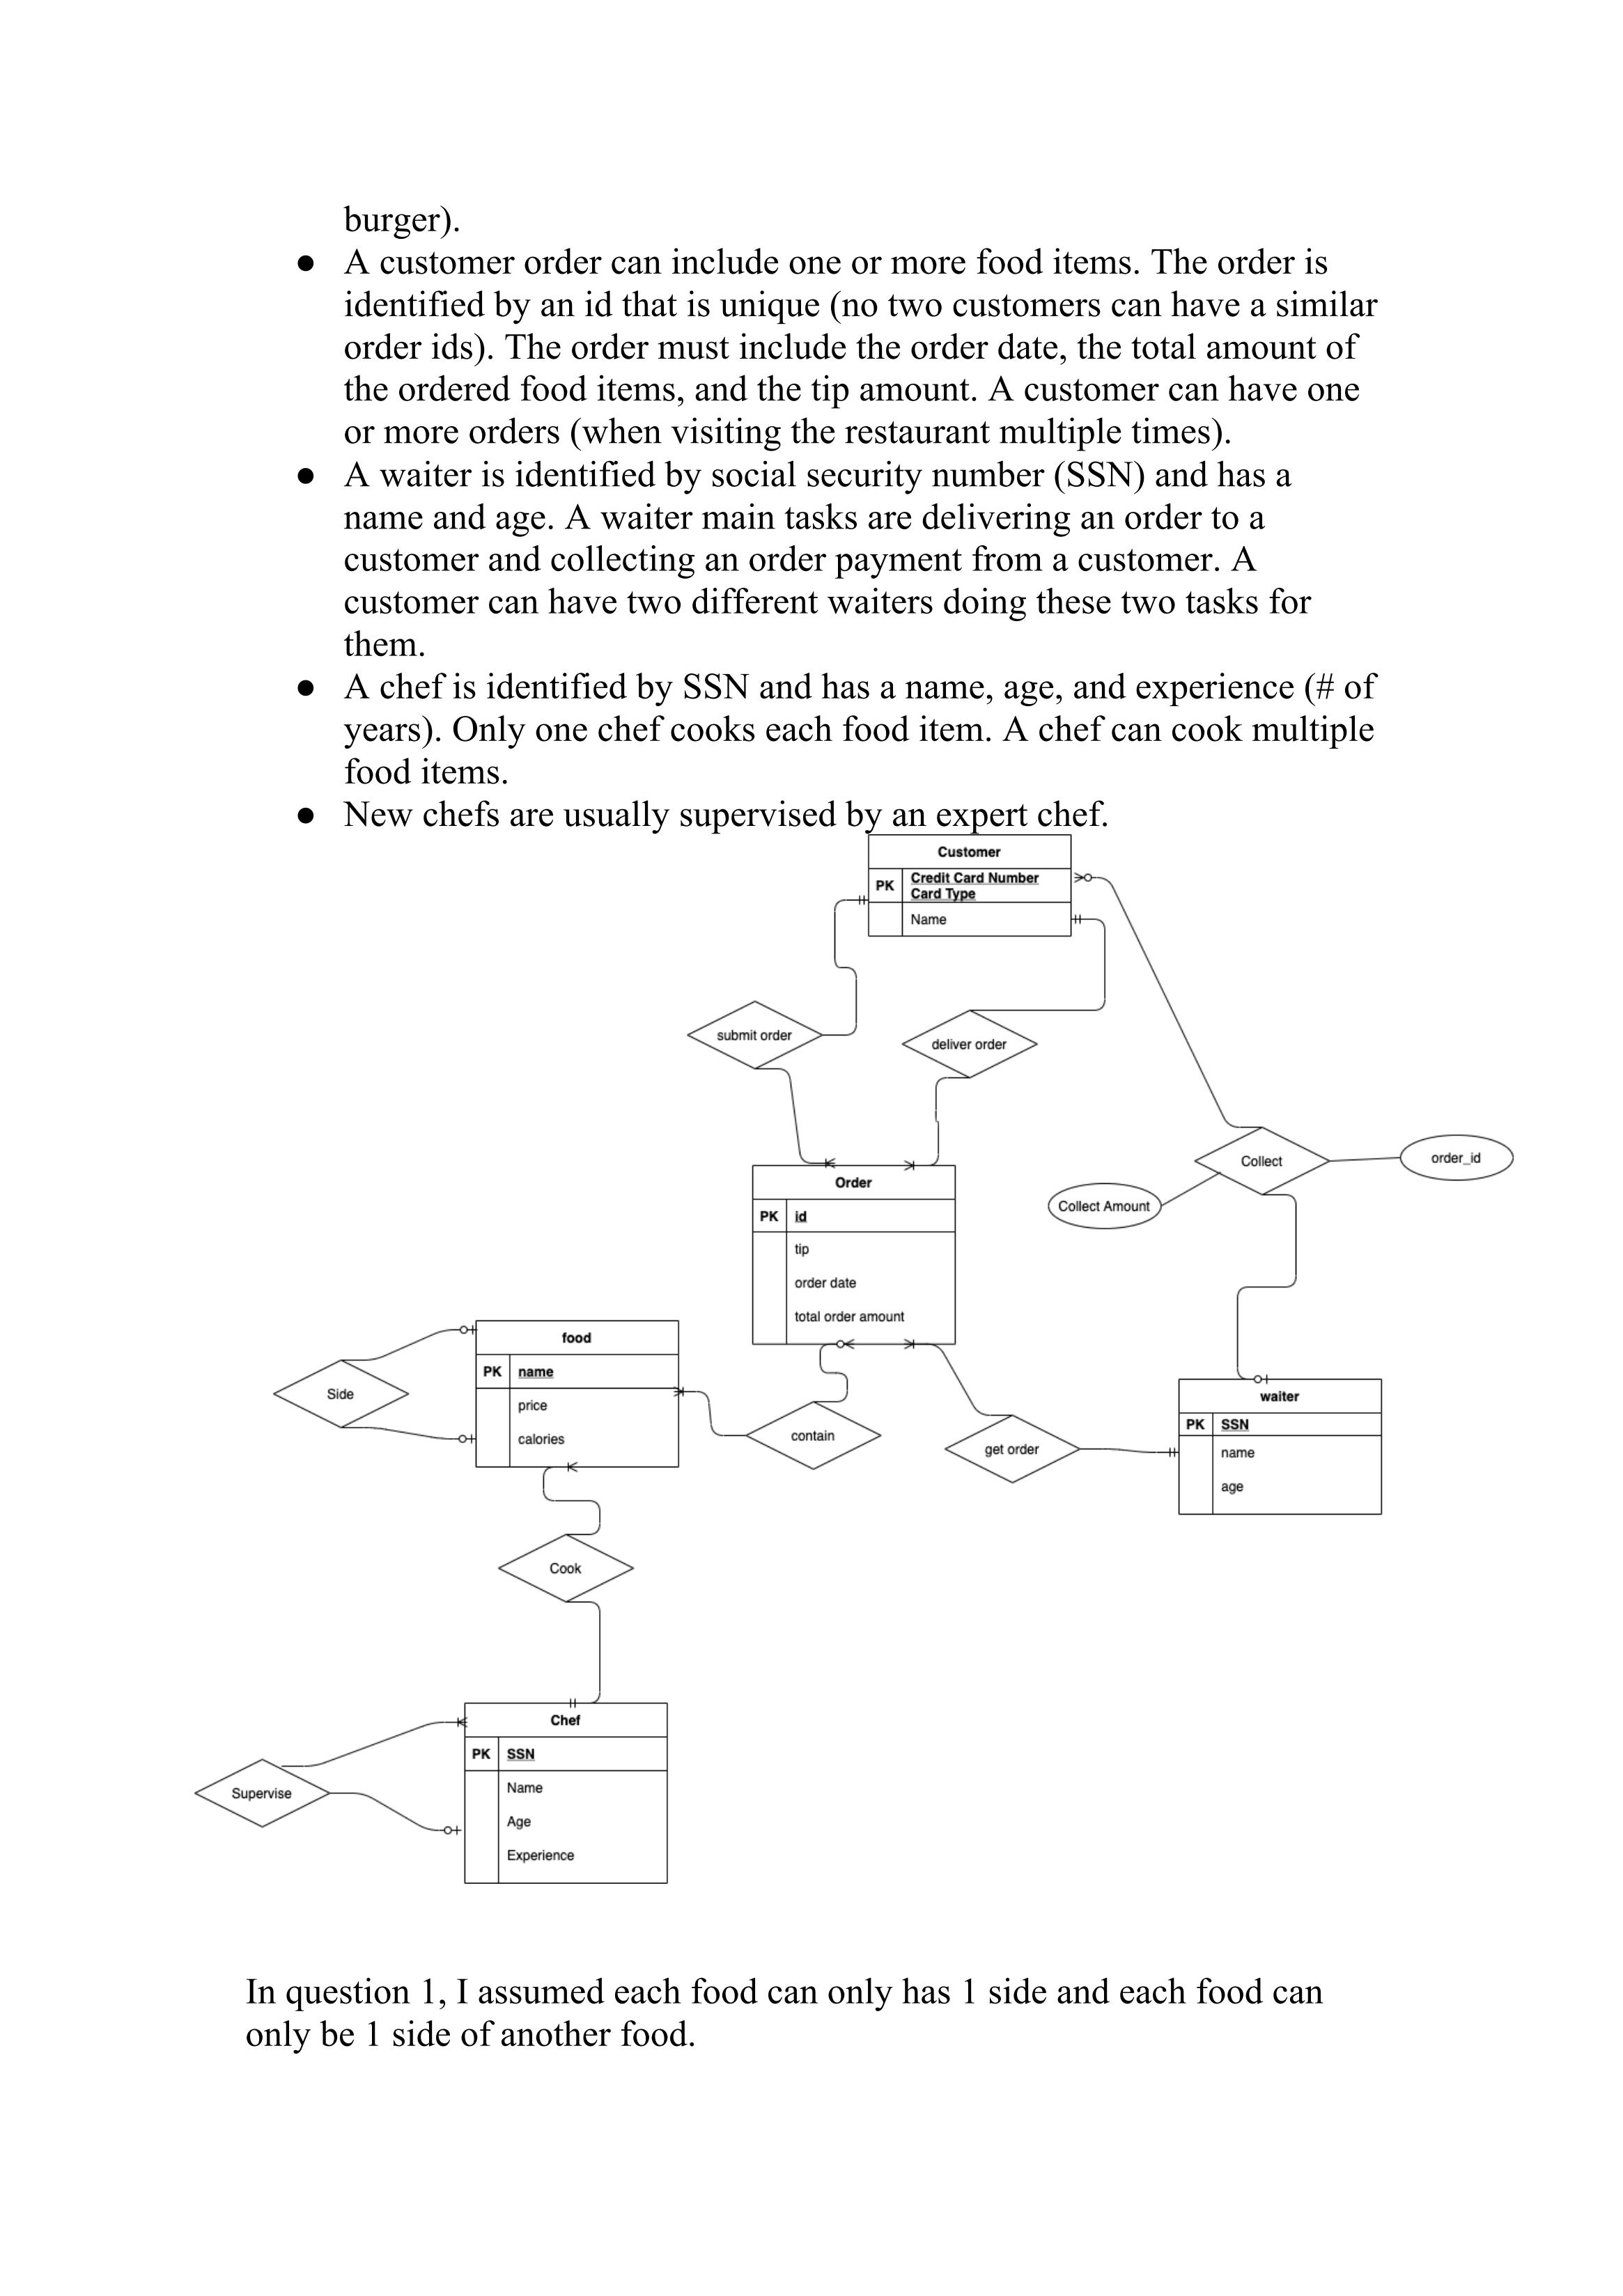 burger).
● A customer order can include one or more food items. The order is
identified by an id that is unique (no two customers can have a similar
order ids). The order must include the order date, the total amount of
the ordered food items, and the tip amount. A customer can have one
or more orders (when visiting the restaurant multiple times).
● A waiter is identified by social security number (SSN) and has a
name and age. A waiter main tasks are delivering an order to a
customer and collecting an order payment from a customer. A
customer can have two different waiters doing these two tasks for
them.
● A chef is identified by SSN and has a name, age, and experience (# of
years). Only one chef cooks each food item. A chef can cook multiple
food items.
● New chefs are usually supervised by an expert chef.
Customer
PK Credit Card Number
Card Type
Name
submit order
deliver order
Collect
order_id
Collect Amount
Order
PK id
tip
order date
total order amount
food
PK name
price
calories
Side
contain
get order
waiter
PK SSN
name
age
Cook
Chef
PK SSN
Name
Age
Experience
Supervise
In question 1, I assumed each food can only has 1 side and each food can
only be 1 side of another food.